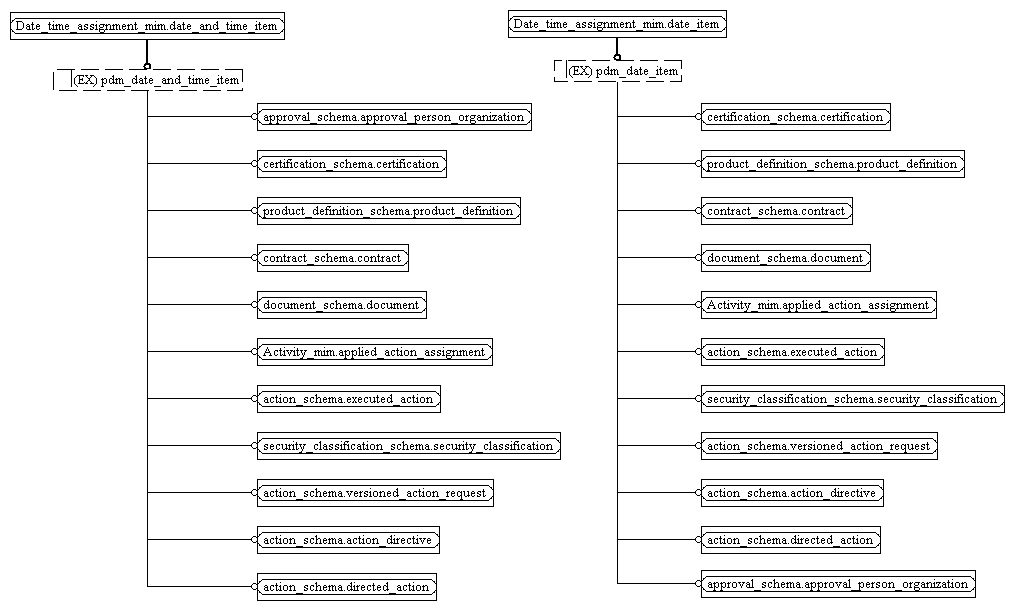 Date_time_assignment_mim.date_and_time_item
(EX) pdm_date_and_time_item
approval_schema.approval_person_organization
certification_schema.certification
product_definition_schema.product_definition
contract_schema.contract
document_schema.document
Activity_mim.applied_action_assignment
action_schema.executed_action
security_classification_schema.security_classification
action_schema.versioned_action_request
action_schema.action_directive
action_schema.directed_action
Date_time_assignment_mim.date_item
(EX) pdm_date_item
certification_schema.certification
product_definition_schema.product_definition
contract_schema.contract
document_schema.document
Activity_mim.applied_action_assignment
action_schema.executed_action
security_classification_schema.security_classification
action_schema.versioned_action_request
action_schema.action_directive
action_schema.directed_action
approval_schema.approval_person_organization